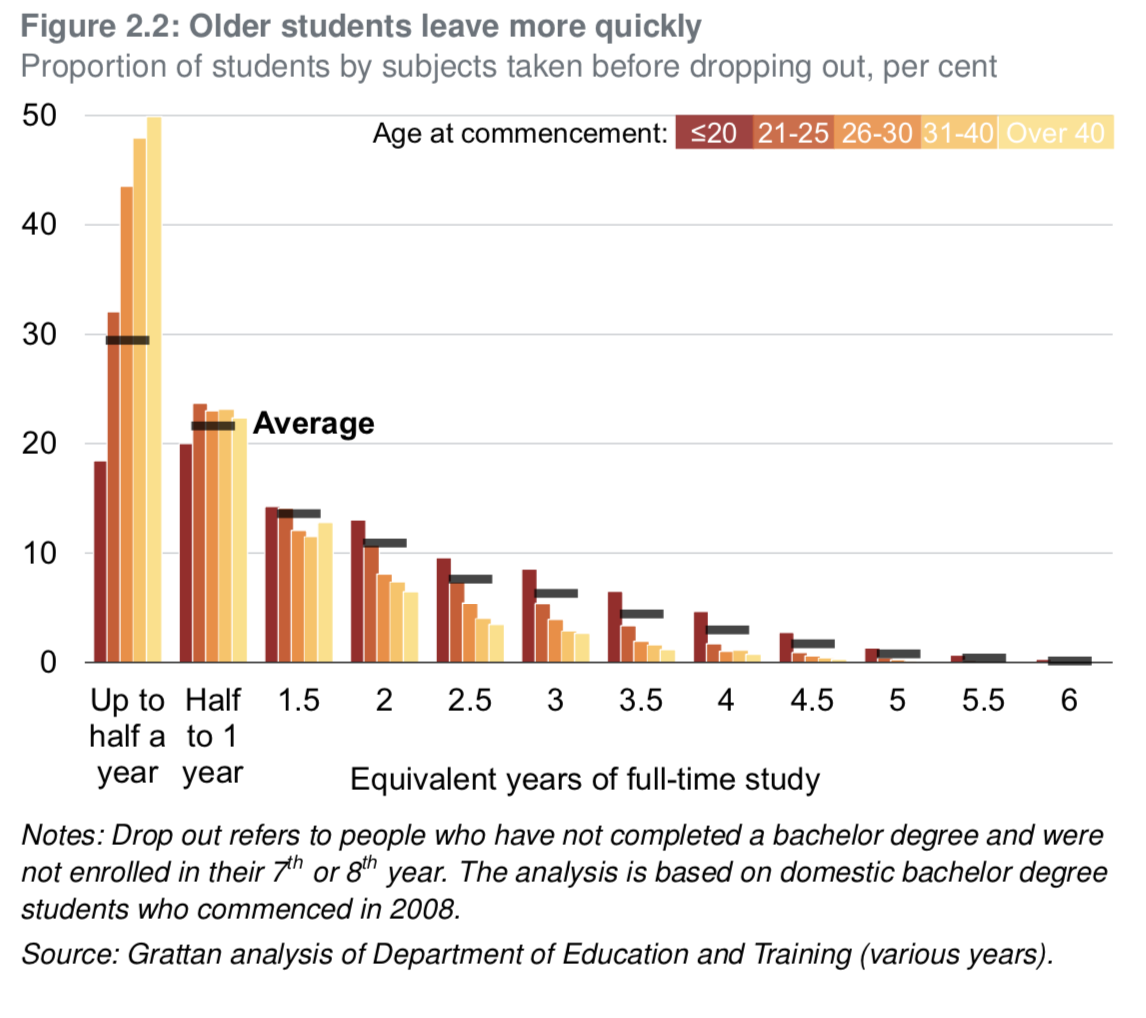 Figure 2.2: Older students leave more quickly
Proportion of students by subjects taken before dropping out, per cent
50
Age at commencement: ≤20 21-25 26-30 31-40 Over 40
40
30
Average
20
10
0
Up to half a year
Half to 1 year
1.5
2
2.5
3
3.5
4
4.5
5
5.5
6
Equivalent years of full-time study
Notes: Drop out refers to people who have not completed a bachelor degree and were
not enrolled in their 7th or 8th year. The analysis is based on domestic bachelor degree
students who commenced in 2008.
Source: Grattan analysis of Department of Education and Training (various years).